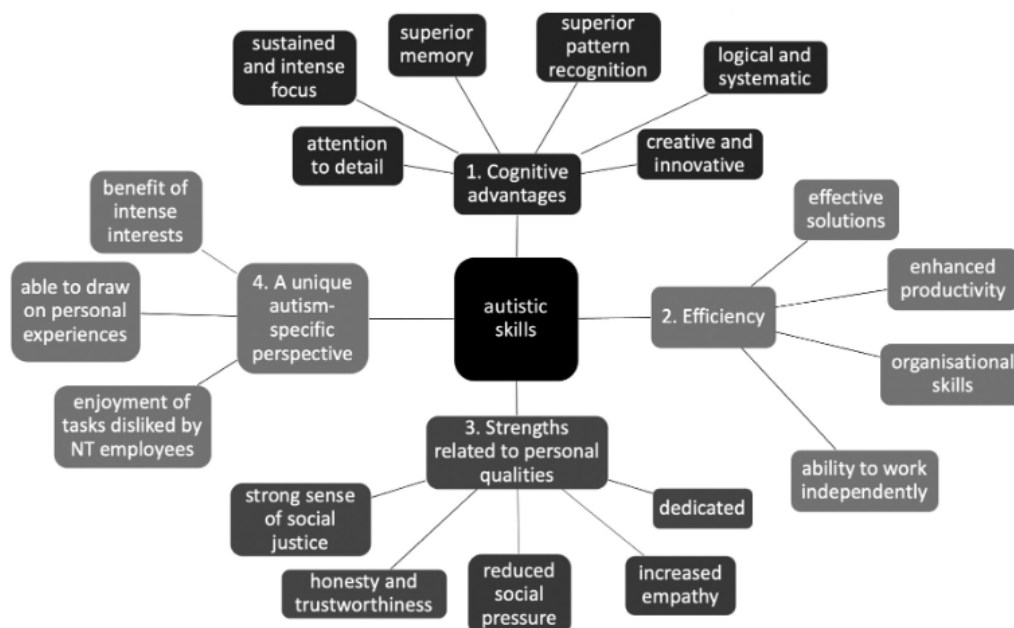 sustained
and intense
focus
superior
memory
superior
pattern
recognition
logical and
systematic
attention
to detail
1. Cognitive
advantages
creative and
innovative
benefit of
intense
interests
able to draw
on personal
experiences
enjoyment of
tasks disliked by
NT employees
4. A unique
autism-
specific
perspective
autistic
skills
2. Efficiency
effective
solutions
enhanced
productivity
organisational
skills
ability to work
independently
3. Strengths
related to personal
qualities
strong sense
of social
justice
honesty and
trustworthiness
reduced
social
pressure
increased
empathy
dedicated